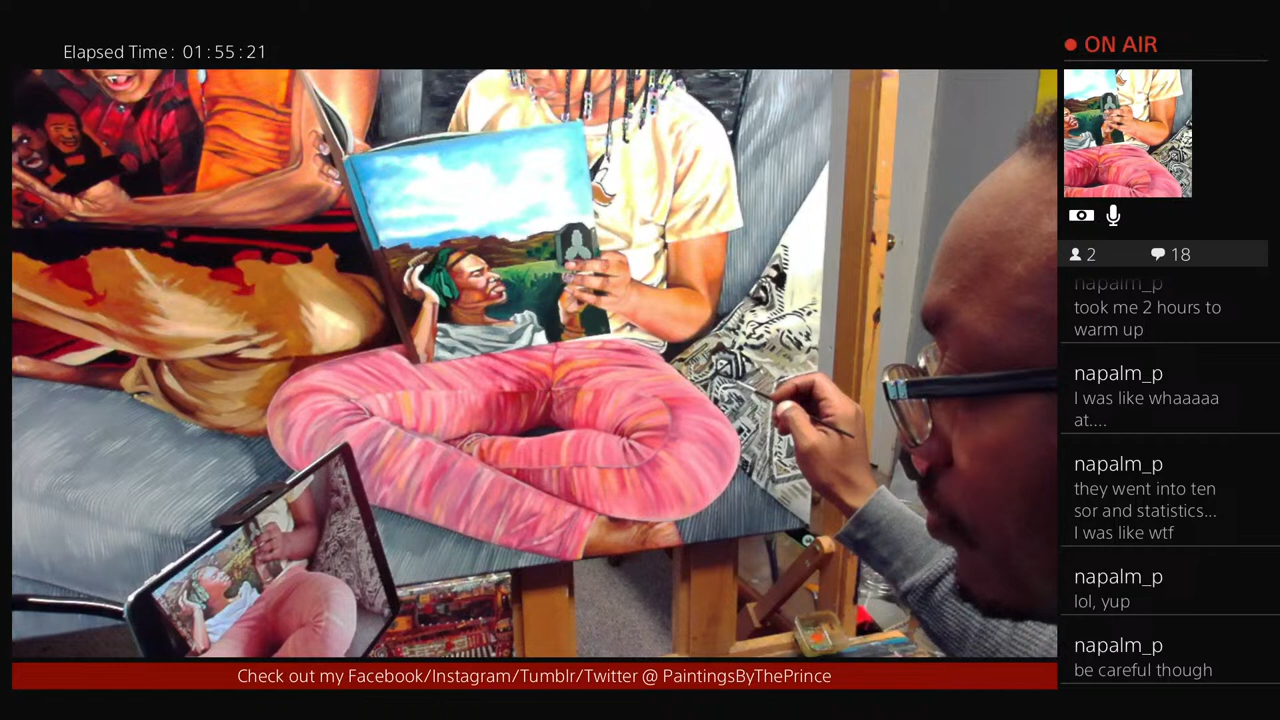 Elapsed Time: 01:55:21
ON AIR
2
18
napalm_p
took me 2 hours to
warm up
napalm_p
I was like whaaaaa
at....
napalm_p
they went into ten
sor and statistics...
I was like wtf
napalm_p
lol, yup
napalm_p
be careful though
Check out my Facebook/Instagram/Tumblr/Twitter @ PaintingsByThePrince